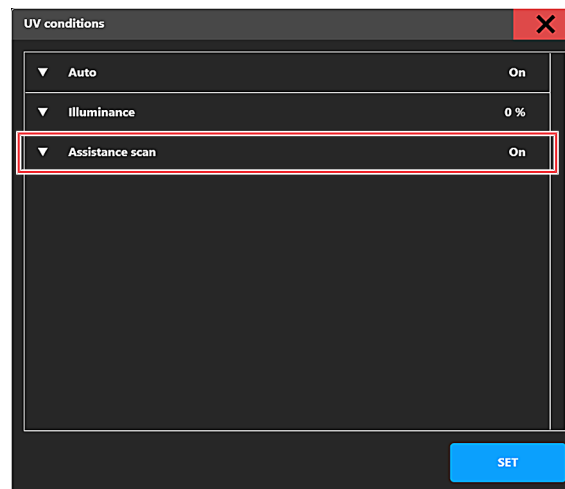 UV conditions
Auto On
Illuminance 0 %
Assistance scan On
SET